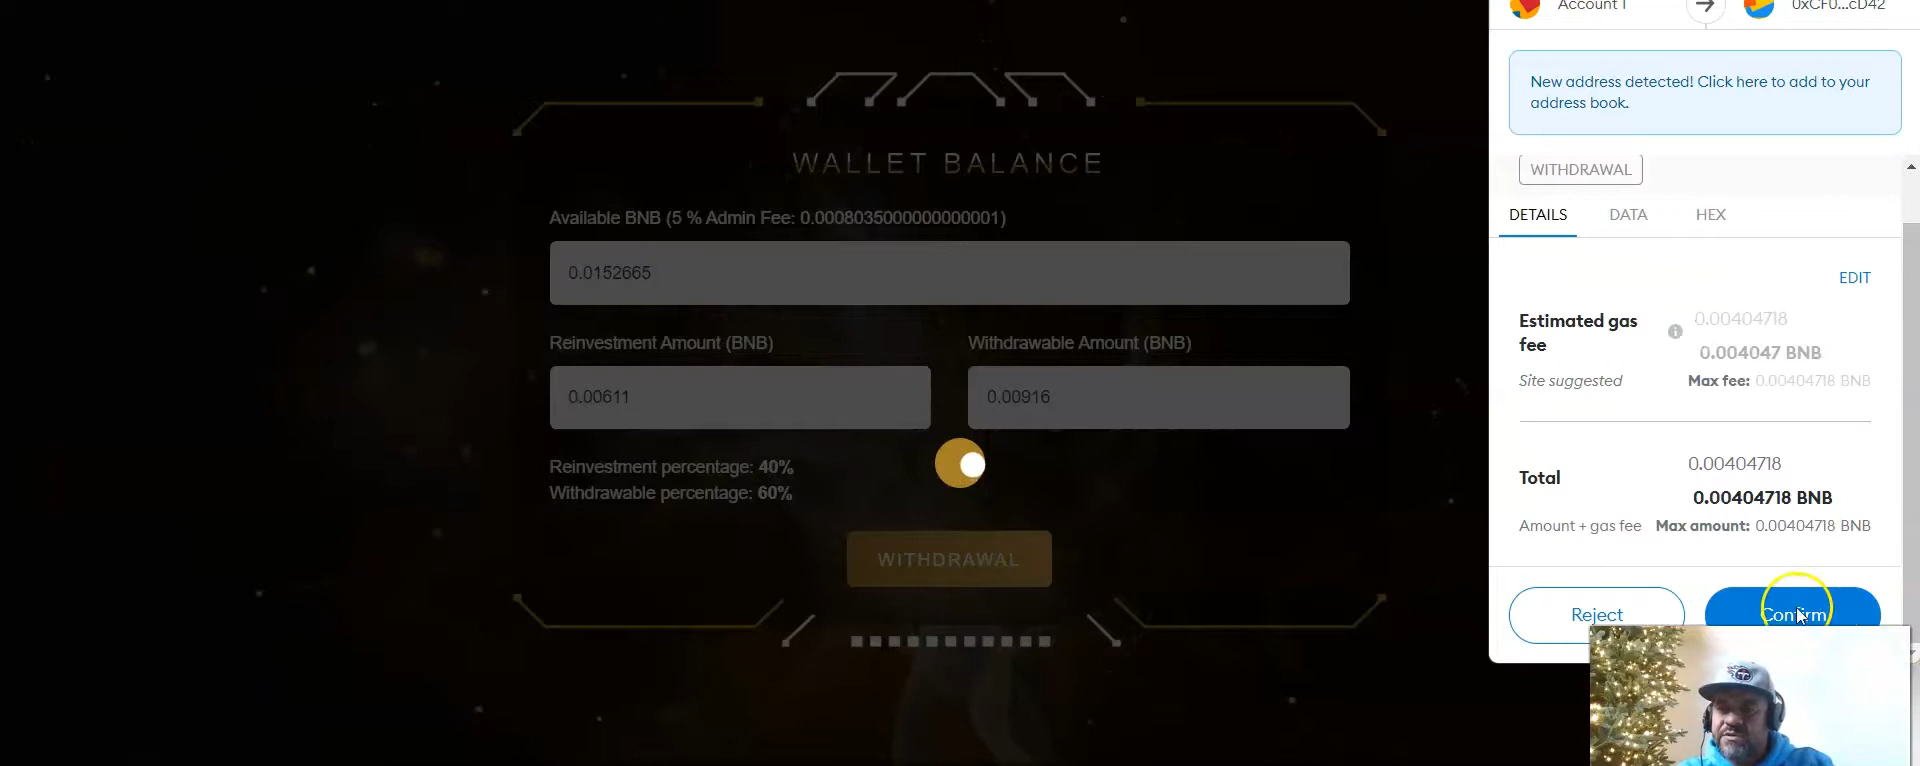 Account 1
0xCF0...cD42
New address detected! Click here to add to your
address book.
WITHDRAWAL
DETAILS DATA HEX
EDIT
Estimated gas
fee
0.00404718
0.004047 BNB
Site suggested
Max fee: 0.00404718 BNB
Total
0.00404718
0.00404718 BNB
Amount + gas fee
Max amount: 0.00404718 BNB
Reject
Confirm
WALLET BALANCE
Available BNB (5 % Admin Fee: 0.0008035000000000001)
0.0152665
Reinvestment Amount (BNB)
Withdrawable Amount (BNB)
0.00611
0.00916
Reinvestment percentage: 40%
Withdrawable percentage: 60%
WITHDRAWAL